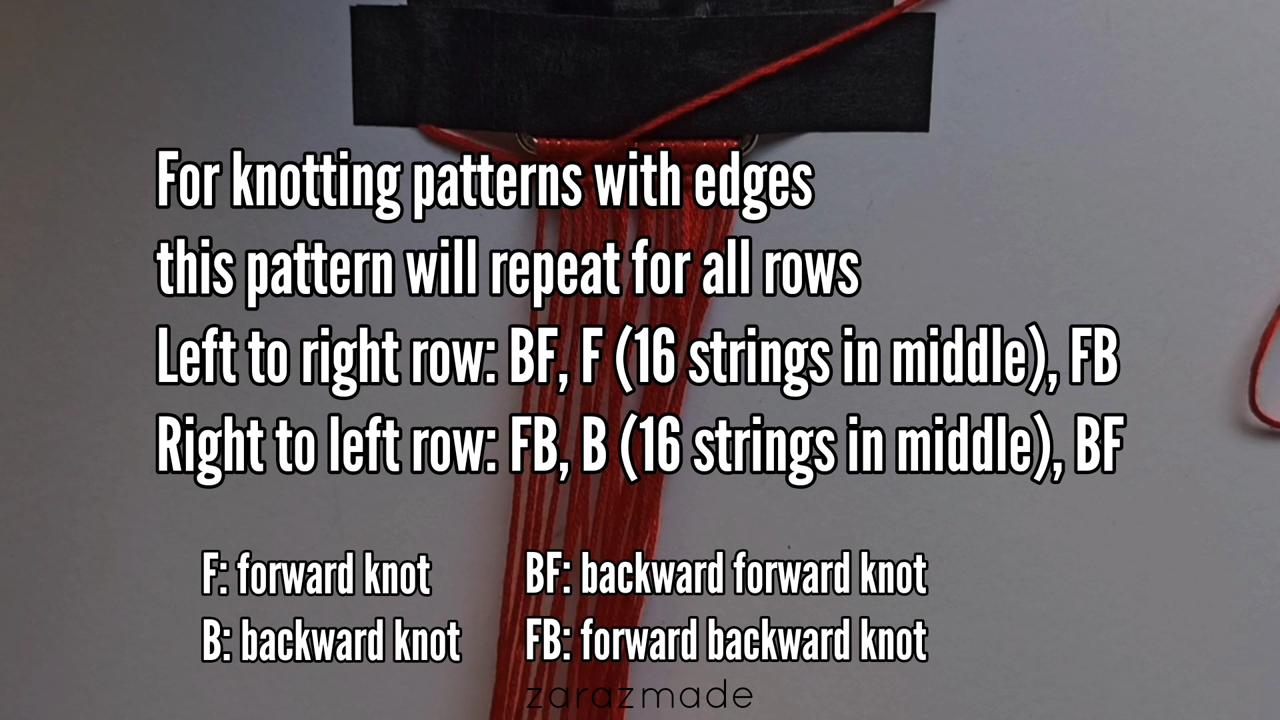 For knotting patterns with edges
this pattern will repeat for all rows
Left to right row: BF, F (16 strings in middle), FB
Right to left row: FB, B (16 strings in middle), BF
F: forward knot
BF: backward forward knot
B: backward knot
FB: forward backward knot
zarazmade